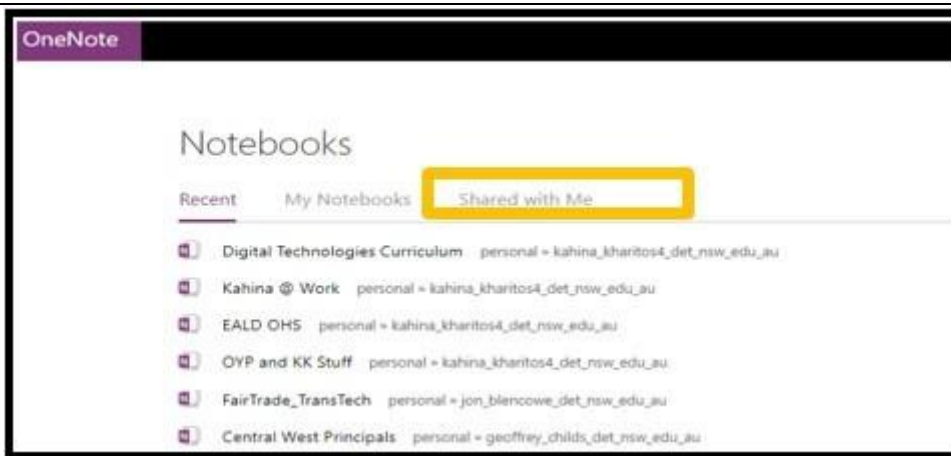 OneNote
Notebooks
Recent My Notebooks Shared with Me
Digital Technologies Curriculum personal » kahina_kharitos4_det_nsw_edu_au
Kahina @ Work personal » kahina_kharitos4_det_nsw_edu_au
EALD OHS personal » kahina_kharitos4_det_nsw_edu_au
OYP and KK Stuff personal » kahina_kharitos4_det_nsw_edu_au
FairTrade_TransTech personal » jon_blencowe_det_nsw_edu_au
Central West Principals personal » geoffrey_childs_det_nsw_edu_au